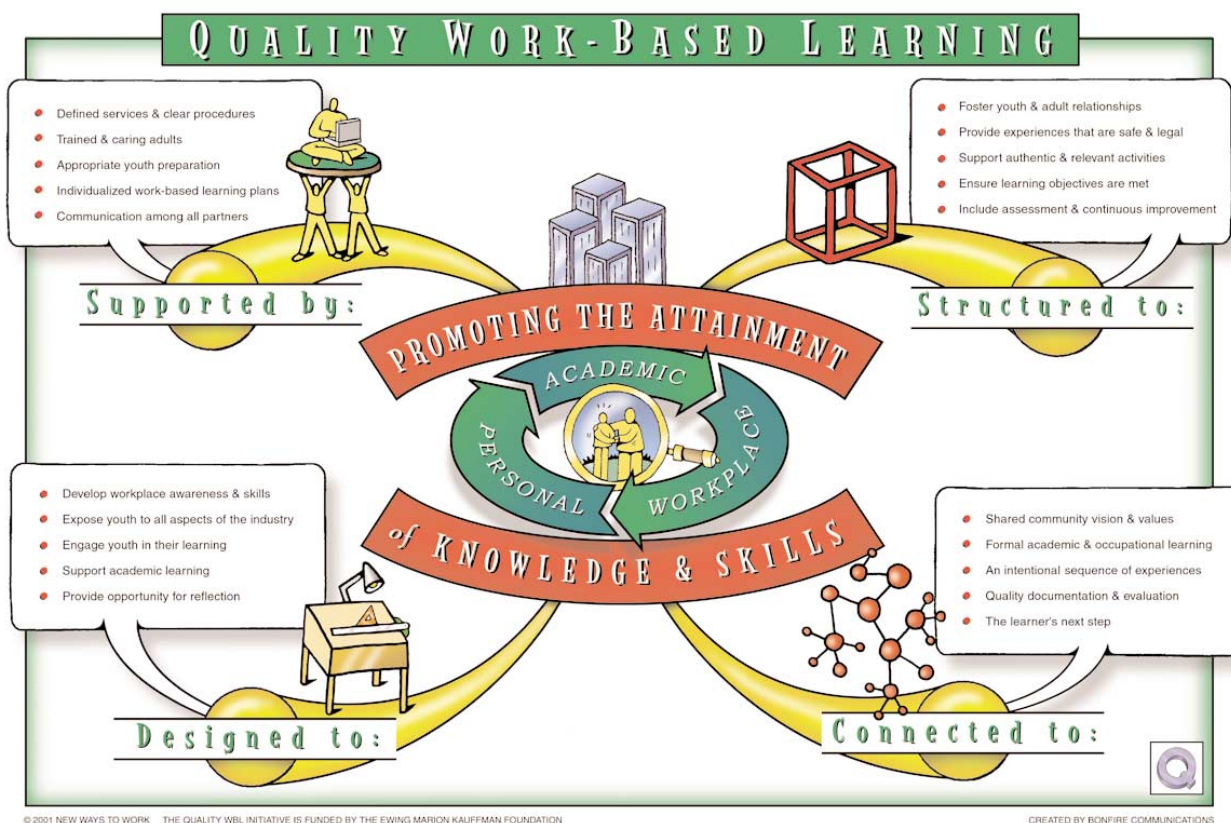 QUALITY WORK-BASED LEARNING
Defined services & clear procedures
Trained & caring adults
Appropriate youth preparation
Individualized work-based learning plans
Communication among all partners
Supported by:
Foster youth & adult relationships
Provide experiences that are safe & legal
Support authentic & relevant activities
Ensure learning objectives are met
Include assessment & continuous improvement
Structured to:
PROMOTING THE ATTAINMENT
ACADEMIC
PERSONAL
WORKPLACE
of KNOWLEDGE & SKILLS
Develop workplace awareness & skills
Expose youth to all aspects of the industry
Engage youth in their learning
Support academic learning
Provide opportunity for reflection
Designed to:
Shared community vision & values
Formal academic & occupational learning
An intentional sequence of experiences
Quality documentation & evaluation
The learner's next step
Connected to:
Q
© 2001 NEW WAYS TO WORK THE QUALITY WBL INITIATIVE IS FUNDED BY THE EWING MARION KAUFFMAN FOUNDATION
CREATED BY BONFIRE COMMUNICATIONS